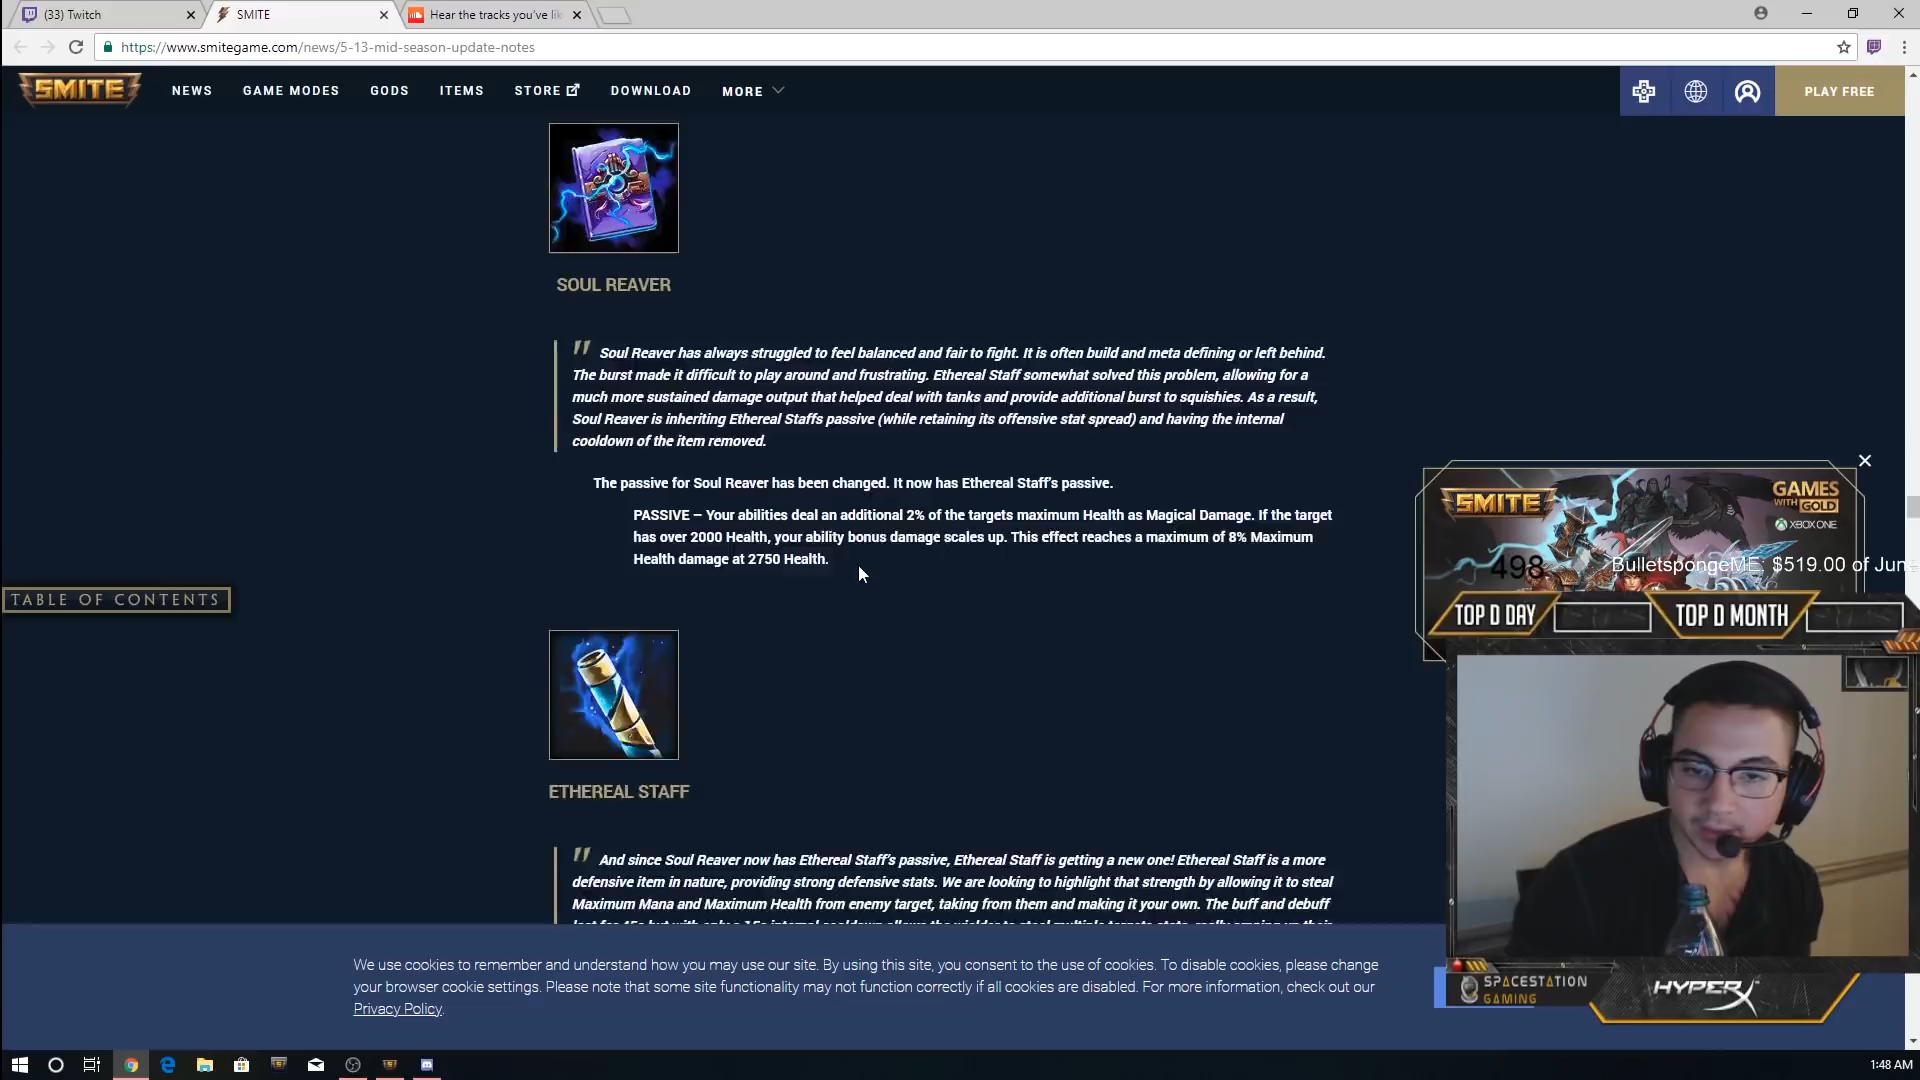 (33) Twitch
SMITE
Hear the tracks you've lik
https://www.smitegame.com/news/5-13-mid-season-update-notes
SMITE
NEWS
GAME MODES
GODS
ITEMS
STORE
DOWNLOAD
MORE
PLAY FREE
SOUL REAVER
" Soul Reaver has always struggled to feel balanced and fair to fight. It is often build and meta defining or left behind.
The burst made it difficult to play around and frustrating. Ethereal Staff somewhat solved this problem, allowing for a
much more sustained damage output that helped deal with tanks and provide additional burst to squishies. As a result,
Soul Reaver is inheriting Ethereal Staffs passive (while retaining its offensive stat spread) and having the internal
cooldown of the item removed.
The passive for Soul Reaver has been changed. It now has Ethereal Staff's passive.
PASSIVE – Your abilities deal an additional 2% of the targets maximum Health as Magical Damage. If the target
has over 2000 Health, your ability bonus damage scales up. This effect reaches a maximum of 8% Maximum
Health damage at 2750 Health.
TABLE OF CONTENTS
ETHEREAL STAFF
" And since Soul Reaver now has Ethereal Staff's passive, Ethereal Staff is getting a new one! Ethereal Staff is a more
defensive item in nature, providing strong defensive stats. We are looking to highlight that strength by allowing it to steal
Maximum Mana and Maximum Health from enemy target, taking from them and making it your own. The buff and debuff
SMITE
GAMES
WITH GOLD
XBOX ONE
498
BulletspongeME: $519.00 of June
TOP D DAY
TOP D MONTH
SPACESTATION
GAMING
HYPERX
We use cookies to remember and understand how you may use our site. By using this site, you consent to the use of cookies. To disable cookies, please change
your browser cookie settings. Please note that some site functionality may not function correctly if all cookies are disabled. For more information, check out our
Privacy Policy.
1:48 AM